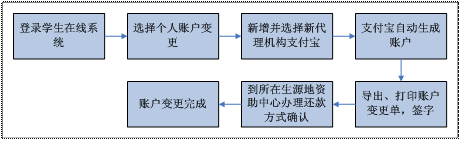 登录学生在线系
统
选择个人账户变
更
新增并选择新代
理机构支付宝
支付宝自动生成
账户
导出、打印账户
变更单，签字
到所在生源地资
助中心办理还款
方式确认
账户变更完成